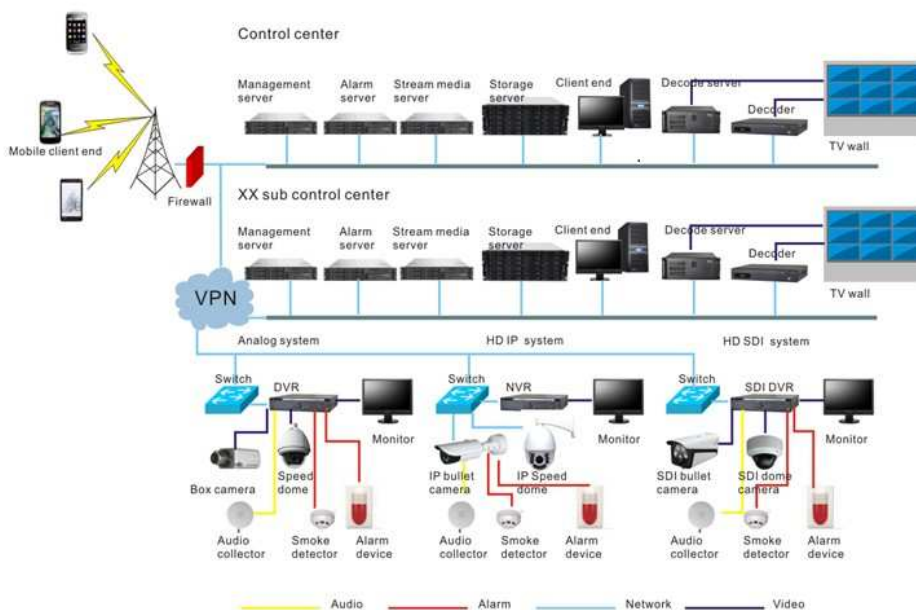 Control center
Management server
Alarm server
Stream media server
Storage server
Client end
Decode server
Decoder
TV wall
Mobile client end
Firewall
XX sub control center
Management server
Alarm server
Stream media server
Storage server
Client end
Decode server
Decoder
TV wall
VPN
Analog system
HD IP system
HD SDI system
Switch
DVR
Monitor
Switch
NVR
Monitor
Switch
SDI DVR
Monitor
Box camera
Speed dome
IP bullet camera
IP Speed dome
SDI bullet camera
SDI dome camera
Audio collector
Smoke detector
Alarm device
Audio collector
Smoke detector
Alarm device
Audio collector
Smoke detector
Alarm device
Audio
Alarm
Network
Video